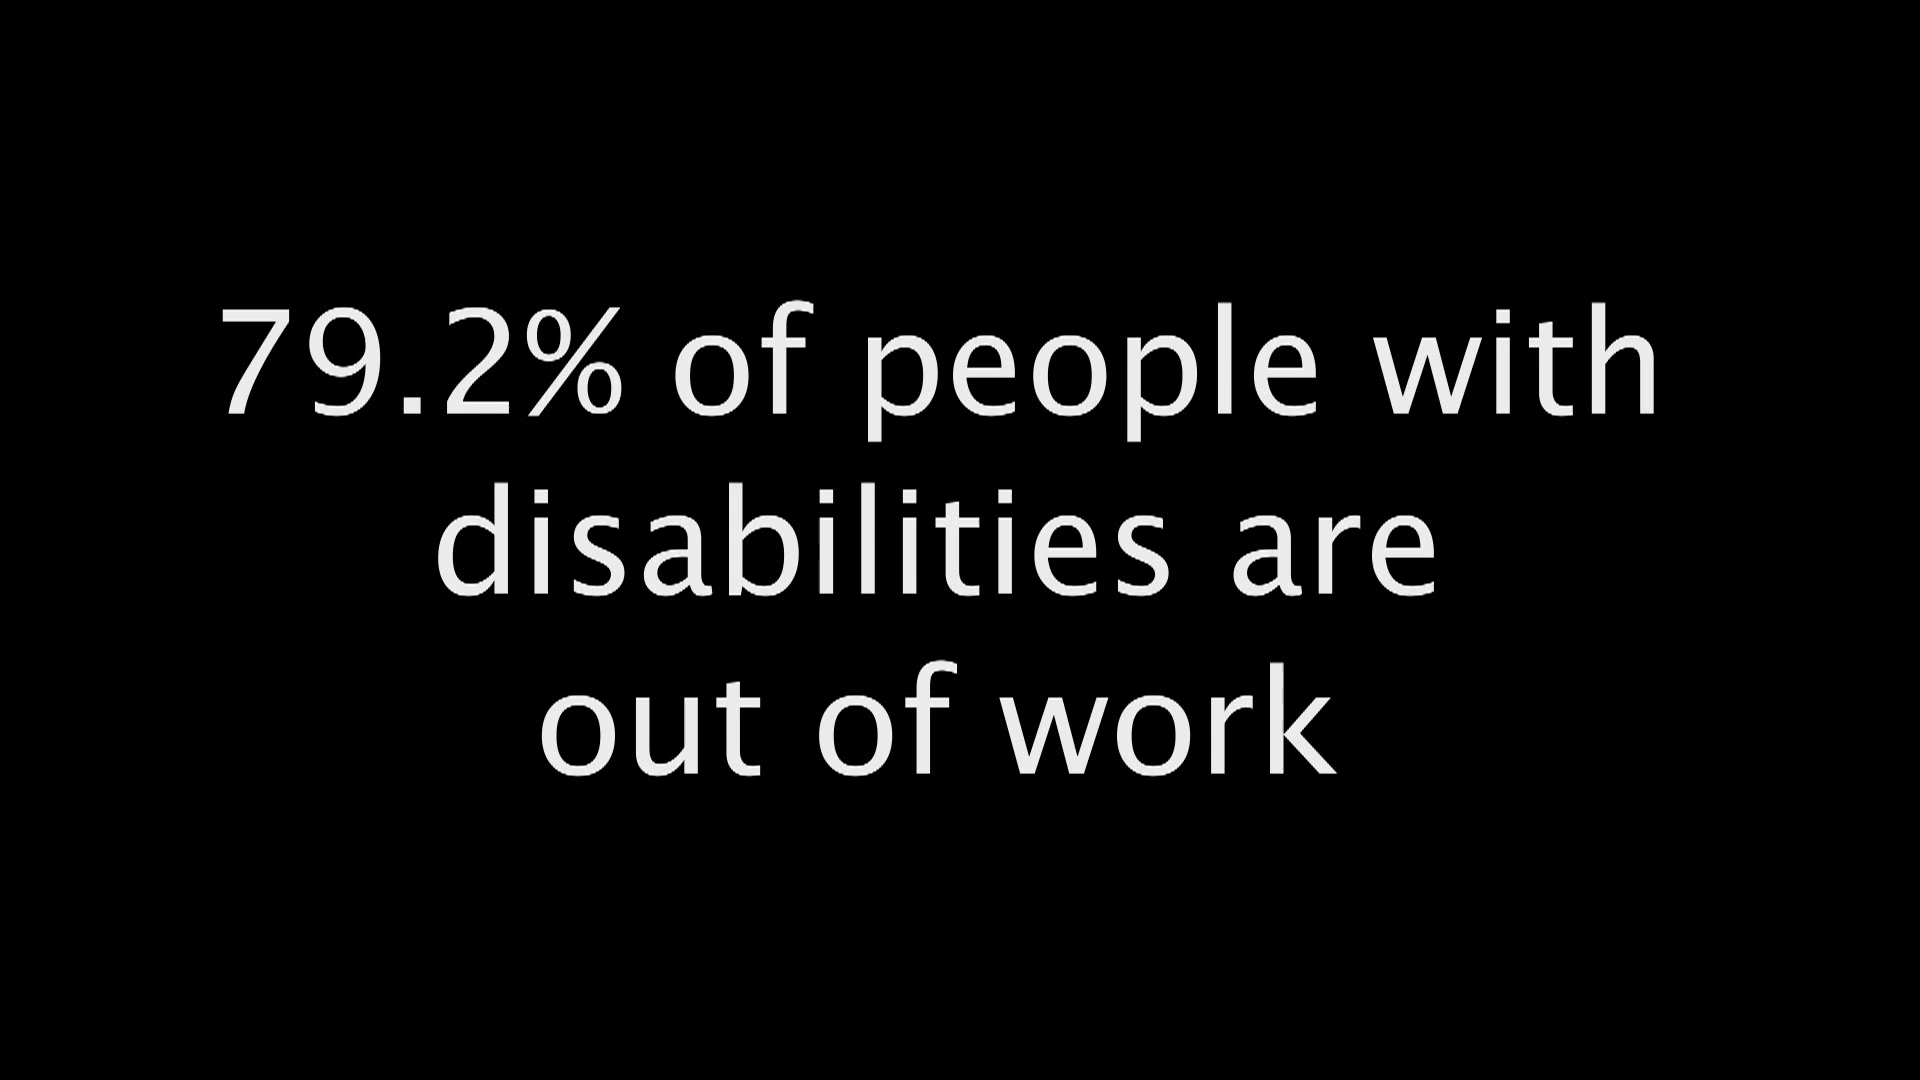 79.2% of people with
disabilities are
out of work